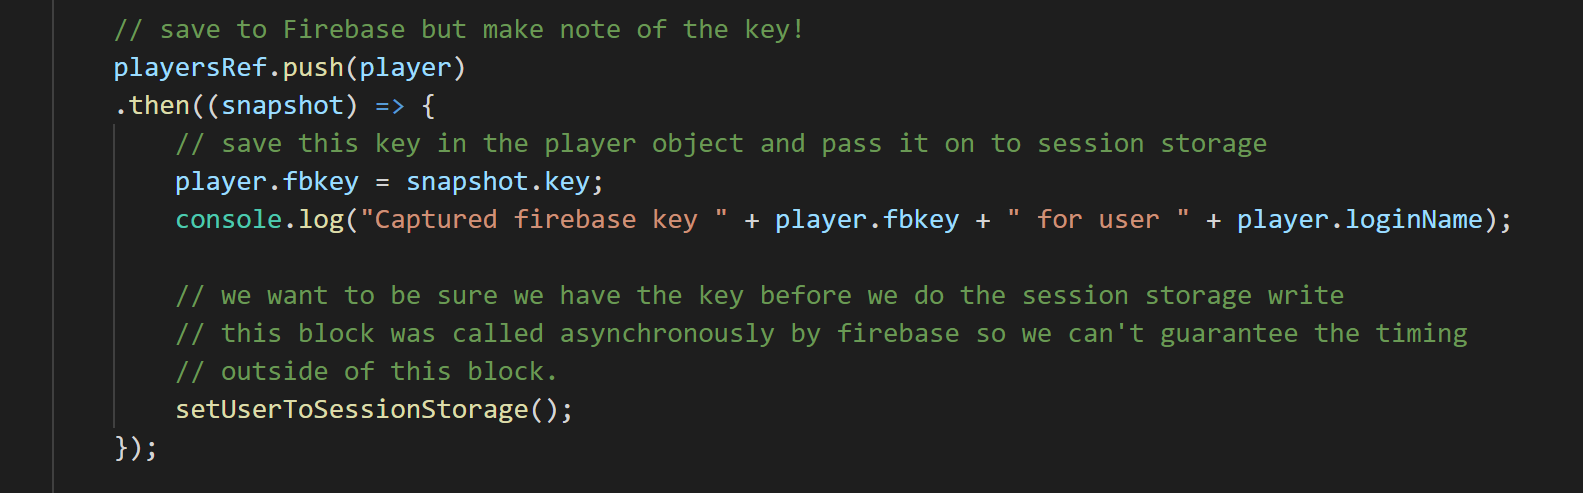 // save to Firebase but make note of the key!
playersRef.push(player)
.then((snapshot) => {
// save this key in the player object and pass it on to session storage
player.fbkey = snapshot.key;
console.log("Captured firebase key " + player.fbkey + " for user " + player.loginName);
// we want to be sure we have the key before we do the session storage write
// this block was called asynchronously by firebase so we can't guarantee the timing
// outside of this block.
setUserToSessionStorage();
});